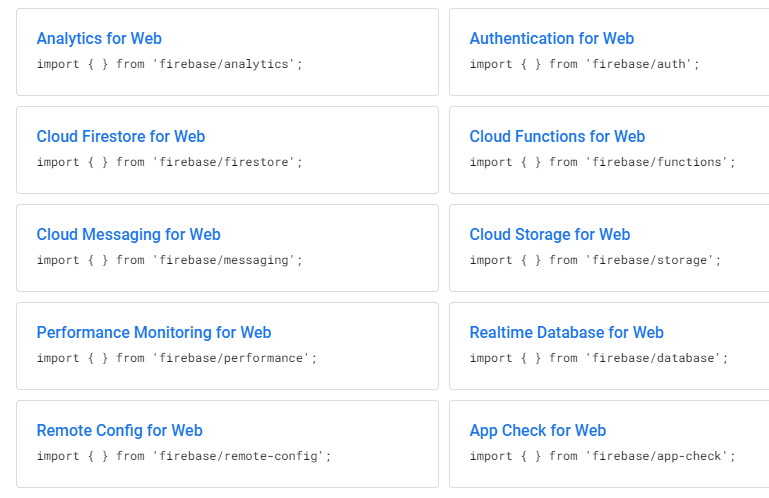 Analytics for Web
import { } from 'firebase/analytics';
Authentication for Web
import { } from 'firebase/auth';
Cloud Firestore for Web
import { } from 'firebase/firestore';
Cloud Functions for Web
import { } from 'firebase/functions';
Cloud Messaging for Web
import { } from 'firebase/messaging';
Cloud Storage for Web
import { } from 'firebase/storage';
Performance Monitoring for Web
import { } from 'firebase/performance';
Realtime Database for Web
import { } from 'firebase/database';
Remote Config for Web
import { } from 'firebase/remote-config';
App Check for Web
import { } from 'firebase/app-check';